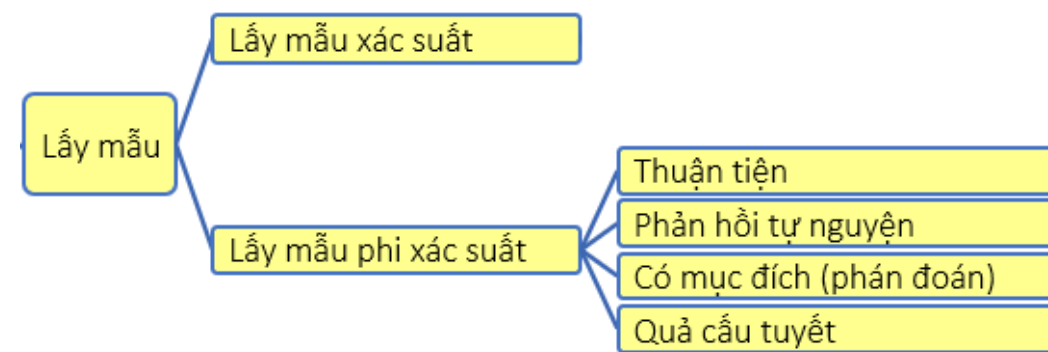 Lấy mẫu xác suất
Lấy mẫu
Thuận tiện
Phản hồi tự nguyện
Lấy mẫu phi xác suất
Có mục đích (phán đoán)
Quả cấu tuyết